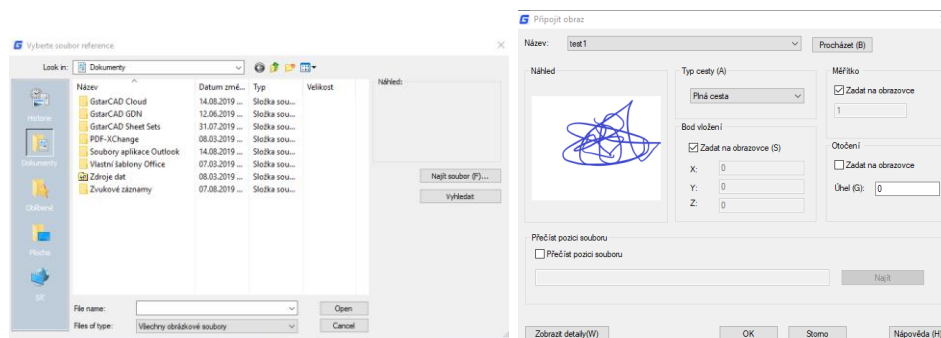 Vyberte soubor reference
Look in: Dokumenty
Název Datum zmé... Typ Velikost
GstarCAD Cloud 14.08.2019 ... Složka sou...
GstarCAD GDN 12.06.2019 ... Složka sou...
GstarCAD Sheet Sets 31.07.2019 ... Složka sou...
PDF-XChange 08.03.2019 ... Složka sou...
Soubory aplikace Outlook 14.08.2019 ... Složka sou...
Vlastní šablony Office 07.03.2019 ... Složka sou...
Zdroje dat 08.03.2019 ... Složka sou...
Zvukové záznamy 07.08.2019 ... Složka sou...
Historie
Dokumenty
Oblíbené
Plocha
Síť
Náhled:
Najít soubor (F)...
Vyhledat
File name:
Open
Files of type: Všechny obrázkové soubory
Cancel
Připojit obraz
Název: test1
Procházet (B)
Náhled
Typ cesty (A)
Plná cesta
Bod vložení
Zadat na obrazovce (S)
X: 0
Y: 0
Z: 0
Měřítko
Zadat na obrazovce
1
Otočení
Zadat na obrazovce
Úhel (G): 0
Přečíst pozici souboru
Přečíst pozici souboru
Najít
Zobrazit detaily(W)
OK
Storno
Nápověda (H)